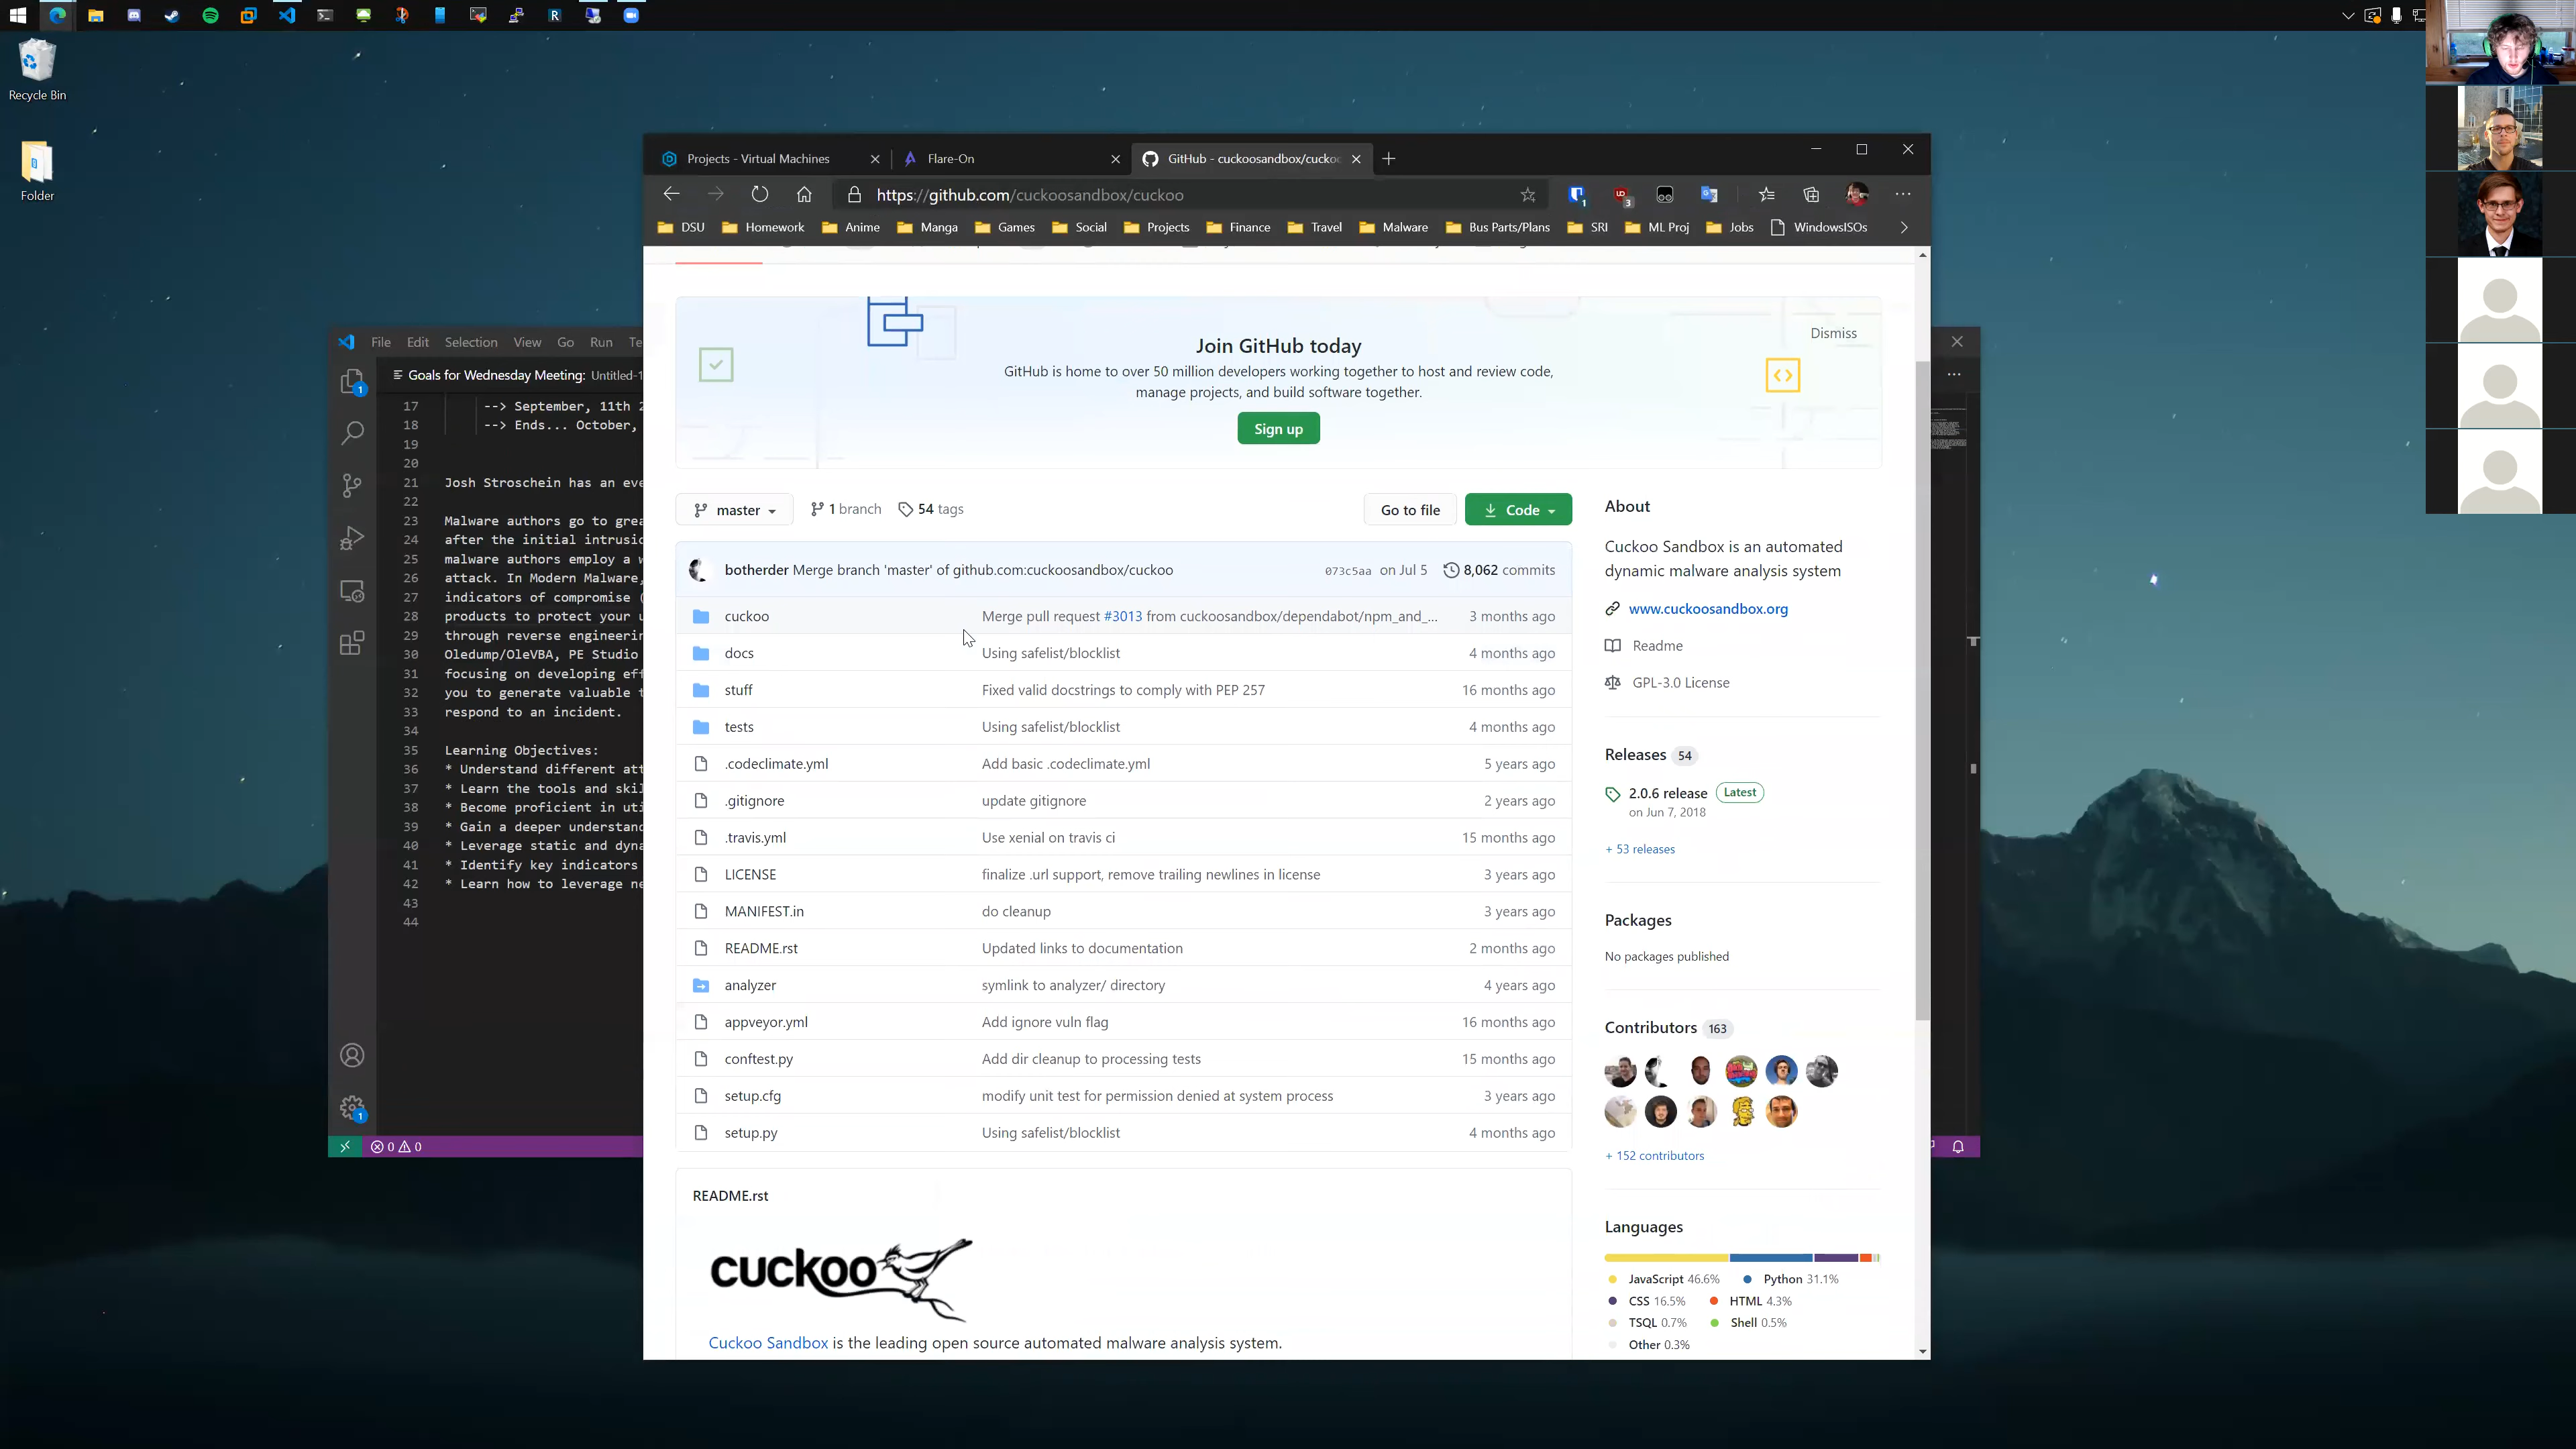 Recycle Bin
Folder
File Edit Selection View Go Run Te
Goals for Wednesday Meeting: Untitled-1
17 --> September, 11th 2
18 --> Ends... October,
19
20
21 Josh Stroschein has an eve
22
23 Malware authors go to grea
24 after the initial intrusio
25 malware authors employ a w
26 attack. In Modern Malware,
27 indicators of compromise (
28 products to protect your u
29 through reverse engineerin
30 Oledump/OleVBA, PE Studio
31 focusing on developing eff
32 you to generate valuable t
33 respond to an incident.
34
35 Learning Objectives:
36 * Understand different att
37 * Learn the tools and skil
38 * Become proficient in uti
39 * Gain a deeper understand
40 * Leverage static and dyna
41 * Identify key indicators
42 * Learn how to leverage ne
43
44
0 0
Projects - Virtual Machines
Flare-On
GitHub - cuckoosandbox/cuckoo
https://github.com/cuckoosandbox/cuckoo
DSU Homework Anime Manga Games Social Projects Finance Travel Malware Bus Parts/Plans SRI ML Proj Jobs WindowsISOs
Dismiss
Join GitHub today
GitHub is home to over 50 million developers working together to host and review code,
manage projects, and build software together.
Sign up
master 1 branch 54 tags Go to file Code
botherder Merge branch 'master' of github.com:cuckoosandbox/cuckoo 073c5aa on Jul 5 8,062 commits
cuckoo Merge pull request #3013 from cuckoosandbox/dependabot/npm_and_... 3 months ago
docs Using safelist/blocklist 4 months ago
stuff Fixed valid docstrings to comply with PEP 257 16 months ago
tests Using safelist/blocklist 4 months ago
.codeclimate.yml Add basic .codeclimate.yml 5 years ago
.gitignore update gitignore 2 years ago
.travis.yml Use xenial on travis ci 15 months ago
LICENSE finalize .url support, remove trailing newlines in license 3 years ago
MANIFEST.in do cleanup 3 years ago
README.rst Updated links to documentation 2 months ago
analyzer symlink to analyzer/ directory 4 years ago
appveyor.yml Add ignore vuln flag 16 months ago
conftest.py Add dir cleanup to processing tests 15 months ago
setup.cfg modify unit test for permission denied at system process 3 years ago
setup.py Using safelist/blocklist 4 months ago
README.rst
cuckoo
Cuckoo Sandbox is the leading open source automated malware analysis system.
About
Cuckoo Sandbox is an automated
dynamic malware analysis system
www.cuckoosandbox.org
Readme
GPL-3.0 License
Releases 54
2.0.6 release Latest
on Jun 7, 2018
+ 53 releases
Packages
No packages published
Contributors 163
+ 152 contributors
Languages
JavaScript 46.6% Python 31.1%
CSS 16.5% HTML 4.3%
TSQL 0.7% Shell 0.5%
Other 0.3%